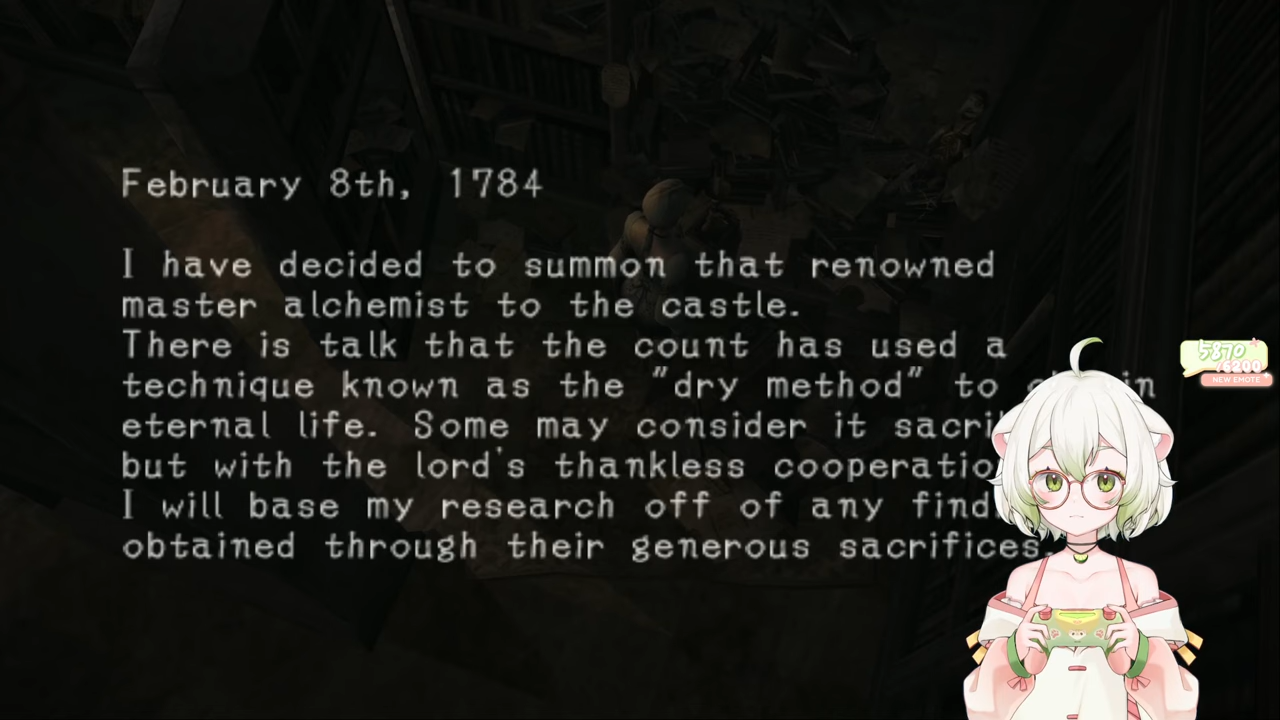 February 8th, 1784
I have decided to summon that renowned
master alchemist to the castle.
There is talk that the count has used a
technique known as the "dry method" to
eternal life. Some may consider it
but with the lord's thankless
I will base my research off of any
obtained through their generous sacrifices.
5870
/6200
NEW EMOTE